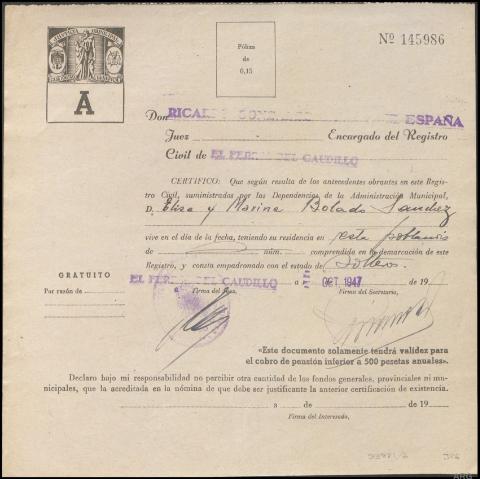 JUSTICIA MUNICIPAL
A
Póliza
de
0,15
Nº 145986
Don RICARDO ESPAÑA
Juez Encargado del Registro
Civil de EL FERROL DEL CAUDILLO
CERTIFICO: Que según resulta de los antecedentes obrantes en este Regis-
tro Civil, suministrados por las Dependencias de la Administración Municipal,
D. Elisa y Marina Bolado Sanchez
vive en el día de la fecha, teniendo su residencia en esta población
de núm. comprendida en la demarcación de este
Registro, y consta empadronado con el estado de Soltera.
GRATUITO
EL FERROL DEL CAUDILLO a OCT. 1947 de 19
Por razón de
Firma del Juez,
Firma del Secretario,
«Este documento solamente tendrá validez para
el cobro de pensión inferior a 500 pesetas anuales».
Declaro bajo mi responsabilidad no percibir otra cantidad de los fondos generales, provinciales ni mu-
nicipales, que la acreditada en la nómina de que debe ser justificante la anterior certificación de existencia.
a de de 19
Firma del Interesado,